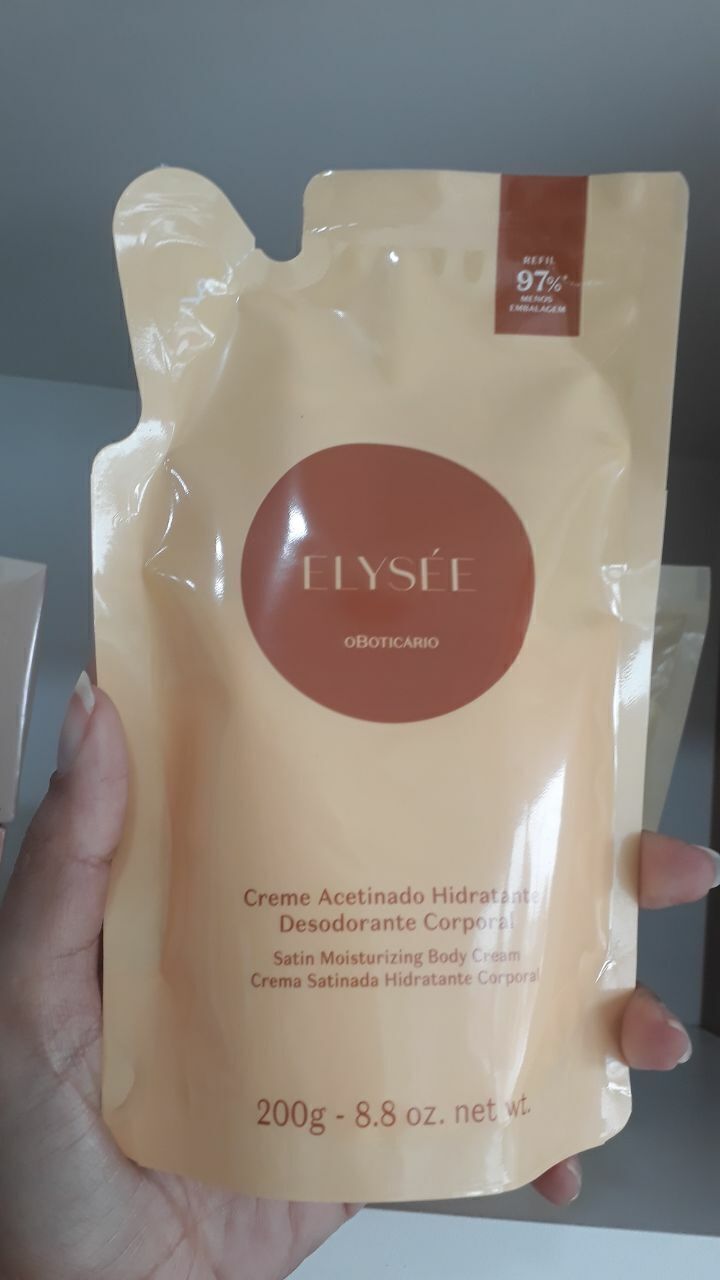 REFIL
97%*
MENOS
EMBALAGEM
ELYSÉE
oBOTICÁRIO
Creme Acetinado Hidratante
Desodorante Corporal
Satin Moisturizing Body Cream
Crema Satinada Hidratante Corporal
200g - 8.8 oz. net wt.